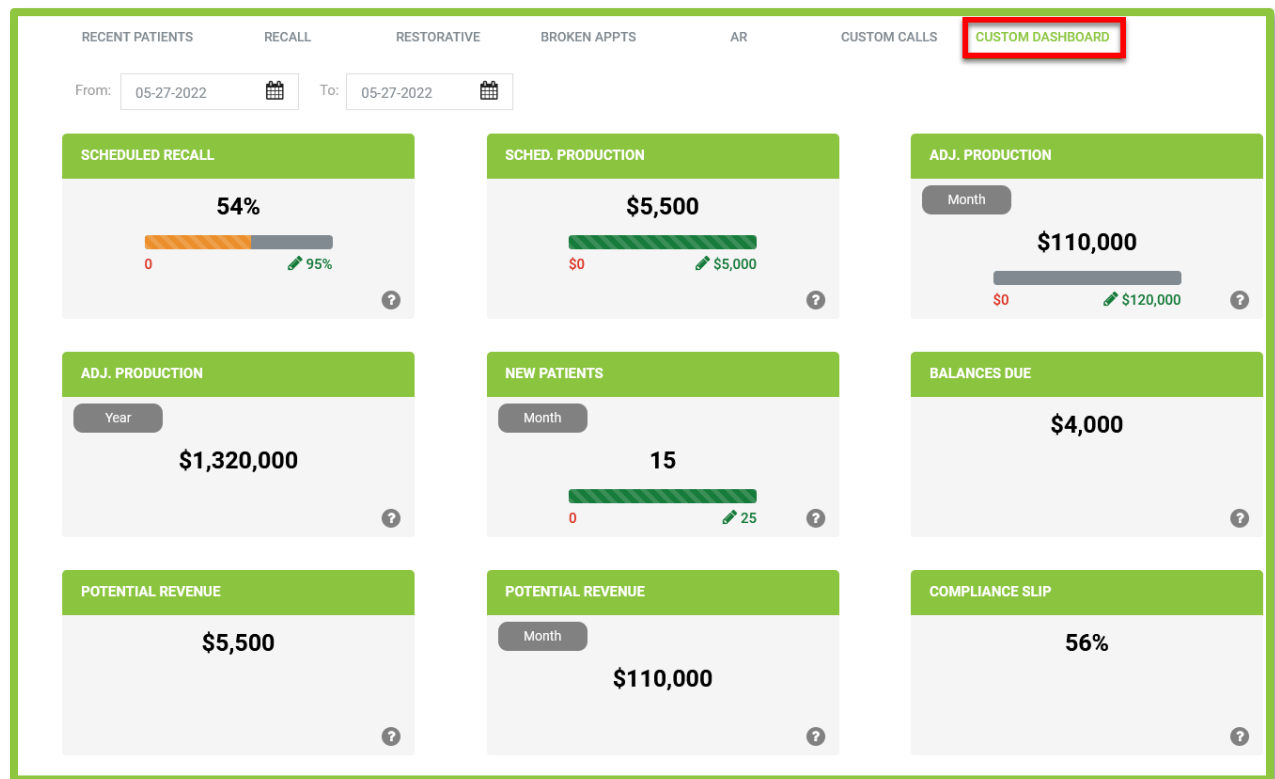 RECENT PATIENTS RECALL RESTORATIVE BROKEN APPTS AR CUSTOM CALLS CUSTOM DASHBOARD
From: 05-27-2022 To: 05-27-2022
SCHEDULED RECALL
54%
0 95%
SCHED. PRODUCTION
$5,500
$0 $5,000
ADJ. PRODUCTION
Month
$110,000
$0 $120,000
ADJ. PRODUCTION
Year
$1,320,000
NEW PATIENTS
Month
15
0 25
BALANCES DUE
$4,000
POTENTIAL REVENUE
$5,500
POTENTIAL REVENUE
Month
$110,000
COMPLIANCE SLIP
56%